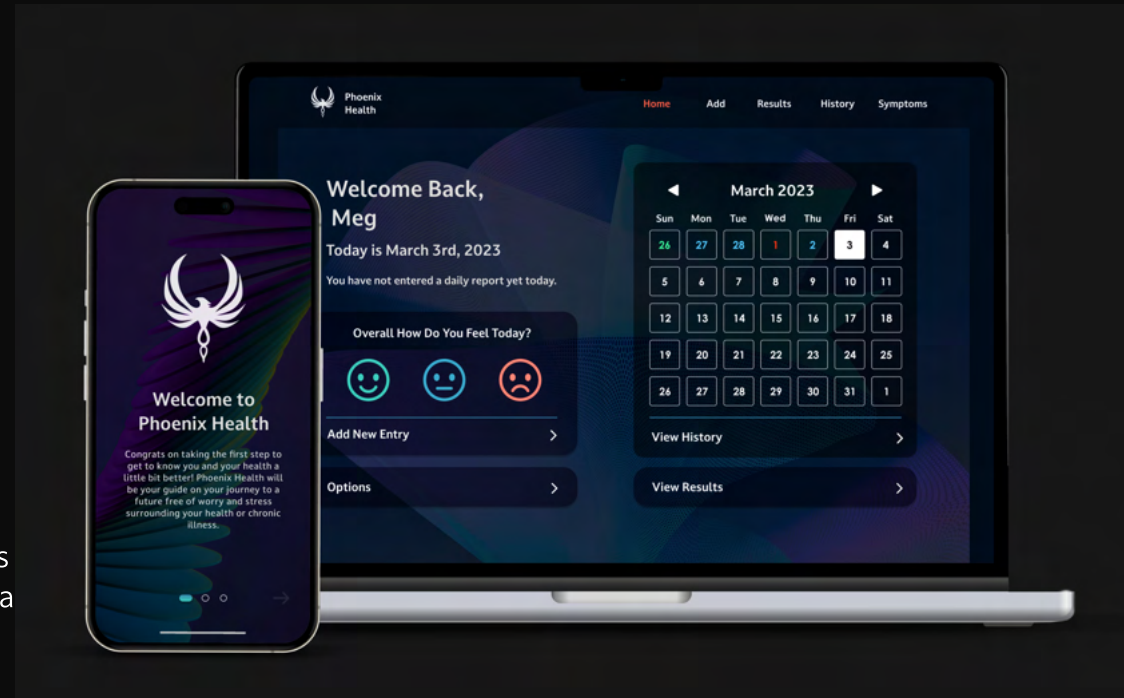 Phoenix
Health
Home Add Results History Symptoms
Welcome Back,
Meg
Today is March 3rd, 2023
You have not entered a daily report yet today.
Overall How Do You Feel Today?
Add New Entry
Options
March 2023
Sun Mon Tue Wed Thu Fri Sat
26 27 28 1 2 3 4
5 6 7 8 9 10 11
12 13 14 15 16 17 18
19 20 21 22 23 24 25
26 27 28 29 30 31 1
View History
View Results
Welcome to
Phoenix Health
Congrats on taking the first step to
get to know you and your health a
little bit better! Phoenix Health will
be your guide on your journey to a
future free of worry and stress
surrounding your health or chronic
illness.
s
a